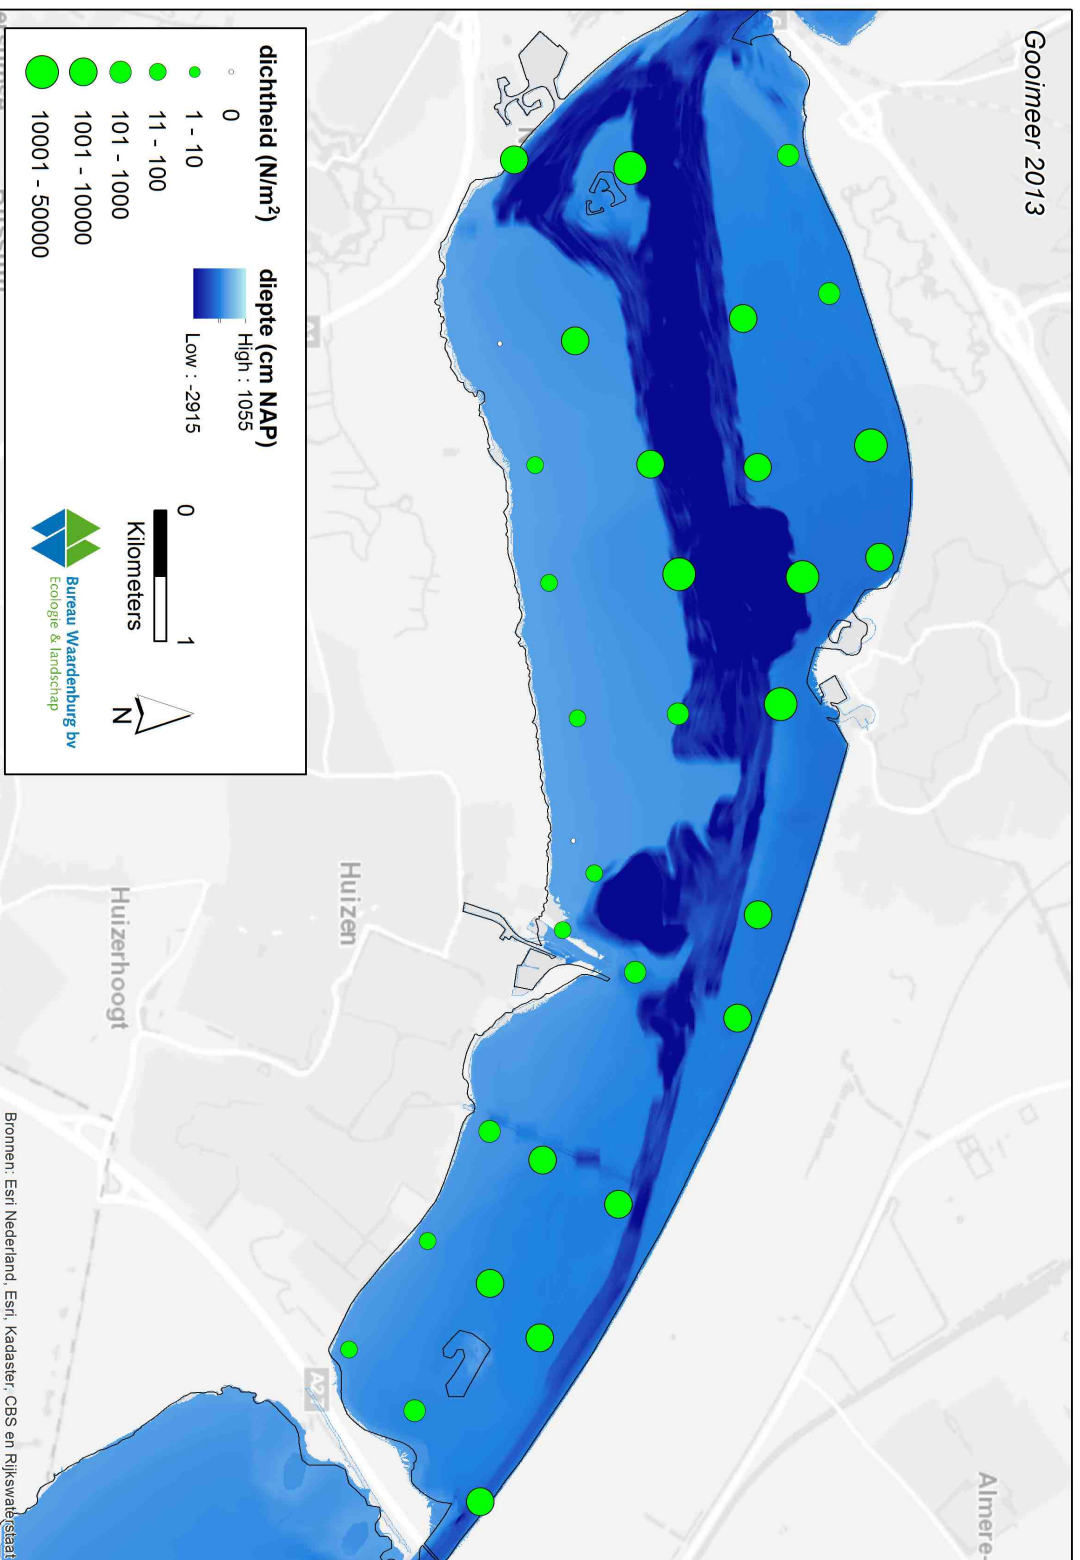 Gooimeer 2013
Almere-
Huizen
Huizerhoogt
A27
dichtheid (N/m²)
0
1 - 10
11 - 100
101 - 1000
1001 - 10000
10001 - 50000
diepte (cm NAP)
High : 1055
Low : -2915
0 1
Kilometers
N
Bureau Waardenburg bv
Ecologie & landschap
Bronnen: Esri Nederland, Esri, Kadaster, CBS en Rijkswaterstaat